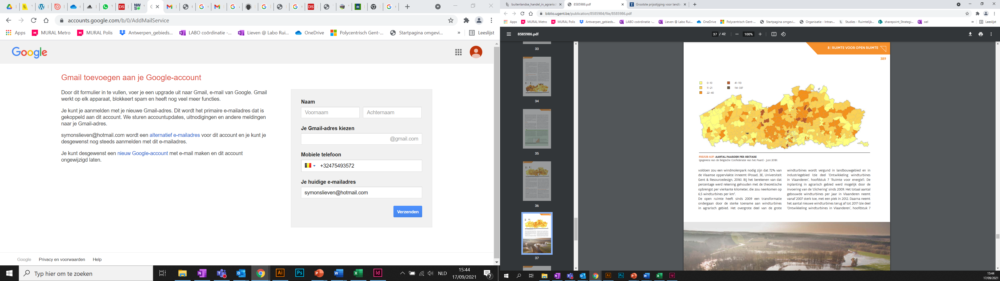 accounts.google.com/b/0/AddMailService
Apps
MURAL Metro
MURAL Polis
Antwerpen_gebieds...
LABO coördinatie -...
Lieven @ Labo Rui...
OneDrive
Polycentrisch Gent-...
Startpagina omgevi...
»
Leeslijst
Google
Gmail toevoegen aan je Google-account
Door dit formulier in te vullen, voer je een upgrade uit naar Gmail, e-mail van Google. Gmail
werkt op elk apparaat, blokkeert spam en heeft nog veel meer functies.
Je kunt je aanmelden met je nieuwe Gmail-adres. Dit wordt het primaire e-mailadres dat is
gekoppeld aan dit account. We sturen accountupdates, uitnodigingen en andere meldingen
naar je Gmail-adres.
symonslieven@hotmail.com wordt een alternatief e-mailadres voor dit account en je kunt je
desgewenst nog steeds aanmelden met dit e-mailadres.
Je kunt desgewenst een nieuw Google-account met e-mail maken en dit account
ongewijzigd laten.
Naam
Voornaam
Achternaam
Je Gmail-adres kiezen
@gmail.com
Mobiele telefoon
+32475493572
Je huidige e-mailadres
symonslieven@hotmail.com
Verzenden
Google
Privacy en voorwaarden
Help
Typ hier om te zoeken
NLD
15:44
17/09/2021
7
buitenlandse_handel_in_agrarisc
8585986.pdf
Grootste prijsstijging voor landb
biblio.ugent.be/publication/8585984/file/8585986.pdf
Apps
MURAL Metro
MURAL Polis
Antwerpen_gebieds...
LABO coördinatie -...
Lieven @ Labo Rui...
OneDrive
Polycentrisch Gent-...
Startpagina omgevi...
Organisatie - Intran...
Studies - Ruimtelijk...
sharepoint_Strategi...
oel
»
Leeslijst
8585986.pdf
37 / 42
100%
33
34
35
36
37
8 | RUIMTE VOOR OPEN RUIMTE
389
0-10
11-21
22-40
41-113
114-337
FIGUUR 8.37: AANTAL PAARDEN PER HECTARE
(gegevens van de Belgische Confederatie van het Paard - juni 2018).
voldoen zou een windmolenpark nodig zijn dat 72% van
de Vlaamse oppervlakte inneemt (Posad, 3E, Universiteit
Gent & Resourcedesign, 2016). Bij het berekenen van dat
percentage werd rekening gehouden met de theoretische
opbrengst per vierkante kilometer, die zou neerkomen op
6,5 windturbines per km².
De open ruimte heeft sinds 2009 een transformatie
ondergaan door de sterke toename aan windturbines
in agrarisch gebied. Het overgrote deel van de grote
windturbines wordt vergund in landbouwgebied en in
industriegebied (zie deel 'Ontwikkeling windturbines
in Vlaanderen', hoofdstuk 7 'Ruimte voor energie'). De
inplanting in agrarisch gebied werd mogelijk door de
invoering van de 'clichering' sinds 2009. Het totaal aantal
gebouwde windturbines per jaar in Vlaanderen neemt
vanaf 2007 sterk toe, met een piek in 2012. Daarna neemt
het aantal nieuwe windturbines terug af tot 2017 (zie deel
'Ontwikkeling windturbines in Vlaanderen', hoofdstuk 7
15:44
17/09/2021